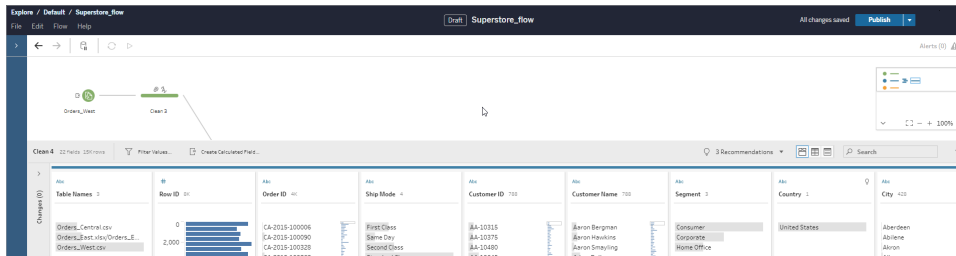 Explore / Default / Superstore_flow
File Edit Flow Help
Draft Superstore_flow
All changes saved Publish
Alerts (0)
Orders_West
Clean 3
100%
Clean 4 22 fields 15K rows Filter Values... Create Calculated Field...
3 Recommendations Search
Changes (0)
Abc # Abc Abc Abc Abc Abc Abc Abc
Table Names 3 Row ID 8K Order ID 4K Ship Mode 4 Customer ID 788 Customer Name 788 Segment 3 Country 1 City 428
Orders_Central.csv 0 CA-2015-100006 First Class AA-10315 Aaron Bergman Consumer United States Aberdeen
Orders_East.xlsx/Orders_E... 2,000 CA-2015-100090 Same Day AA-10375 Aaron Hawkins Corporate Abilene
Orders_West.csv CA-2015-100328 Second Class AA-10480 Aaron Smayling Home Office Akron